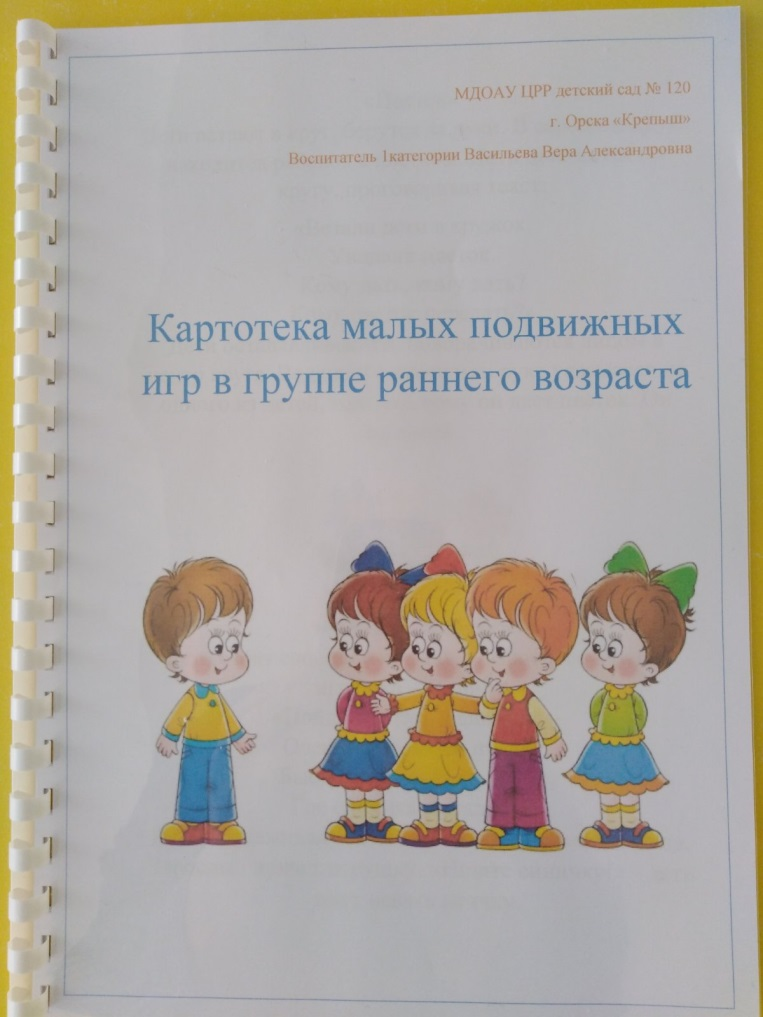 МДОАУ ЦРР детский сад № 120
г. Орска «Крепыш»
Воспитатель 1категории Васильева Вера Александровна
Картотека малых подвижных
игр в группе раннего возраста